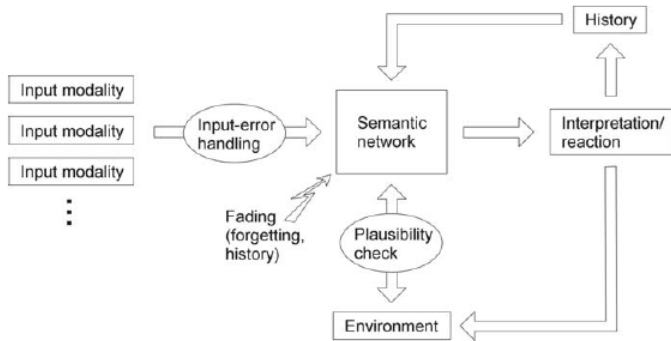 History
Input modality
Input modality
Input modality
Input-error
handling
Semantic
network
Interpretation/
reaction
Fading
(forgetting,
history)
Plausibility
check
Environment